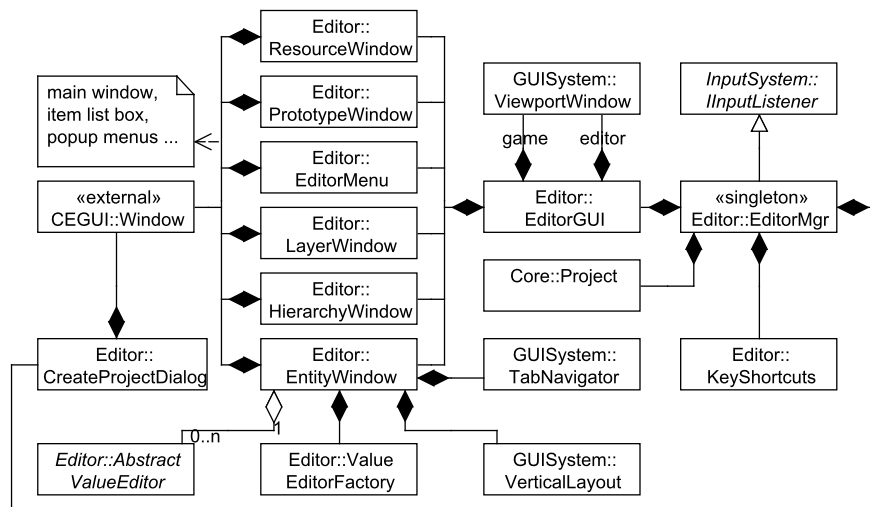 Editor::
ResourceWindow
main window,
item list box,
popup menus ...
Editor::
PrototypeWindow
GUISystem::
ViewportWindow
InputSystem::
IInputListener
game
editor
Editor::
EditorMenu
«external»
CEGUI::Window
Editor::
LayerWindow
Editor::
EditorGUI
«singleton»
Editor::EditorMgr
Editor::
HierarchyWindow
Core::Project
Editor::
CreateProjectDialog
Editor::
EntityWindow
GUISystem::
TabNavigator
Editor::
KeyShortcuts
0..n
1
Editor::Abstract
ValueEditor
Editor::Value
EditorFactory
GUISystem::
VerticalLayout